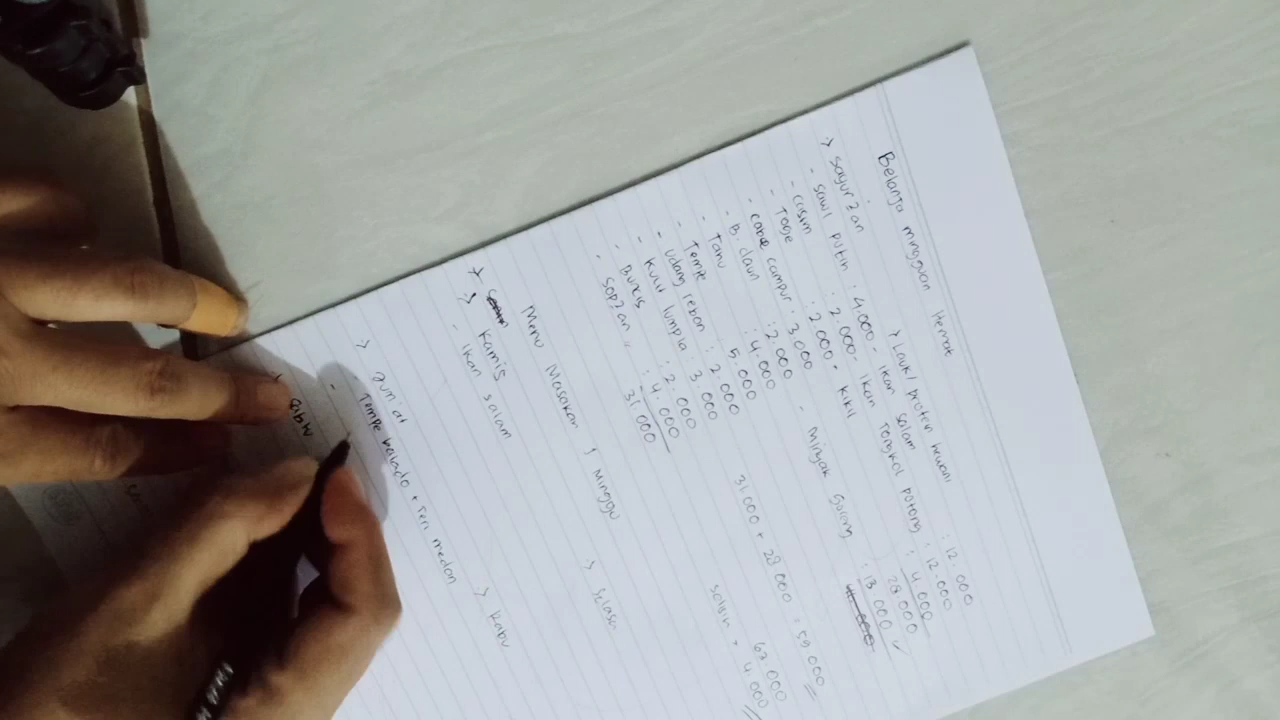 Belanja mingguan Hemat
> Sayur2an
- Sawi putih : 4.000
- Caisim : 2.000
- Toge : 2.000
- cabe campur : 3.000
- B. daun : 2.000
- Tahu : 4.000
- Tempe : 5.000
- Udang rebon : 2.000
- Kulit lumpia : 3.000
- Buncis : 2.000
- Sop2an : 4.000
31.000
> Lauk/protein hewani
- Ikan salam : 12.000
- Ikan Tongkol potong : 12.000
- Kikil : 4.000
28.000
- Minyak Goreng : 13.000
31.000 + 28.000 = 59.000
63.000
4.000
Menu Masakan 1 Minggu
> Kamis
- Ikan salam
> Jum at
- Tempe balado + Teri medan
> Sabtu
> Selasa
> Rabu